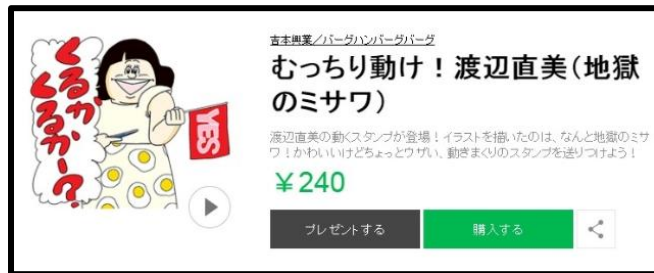 くるか、
くるかー?
YES
吉本興業/バーグハンバーグバーグ
むっちり動け!渡辺直美(地獄
のミサワ)
渡辺直美の動くスタンプが登場!イラストを描いたのは、なんと地獄のミサ
ワ!かわいいけどちょっとウザい、動きまくりのスタンプを送りつけよう!
¥240
プレゼントする
購入する